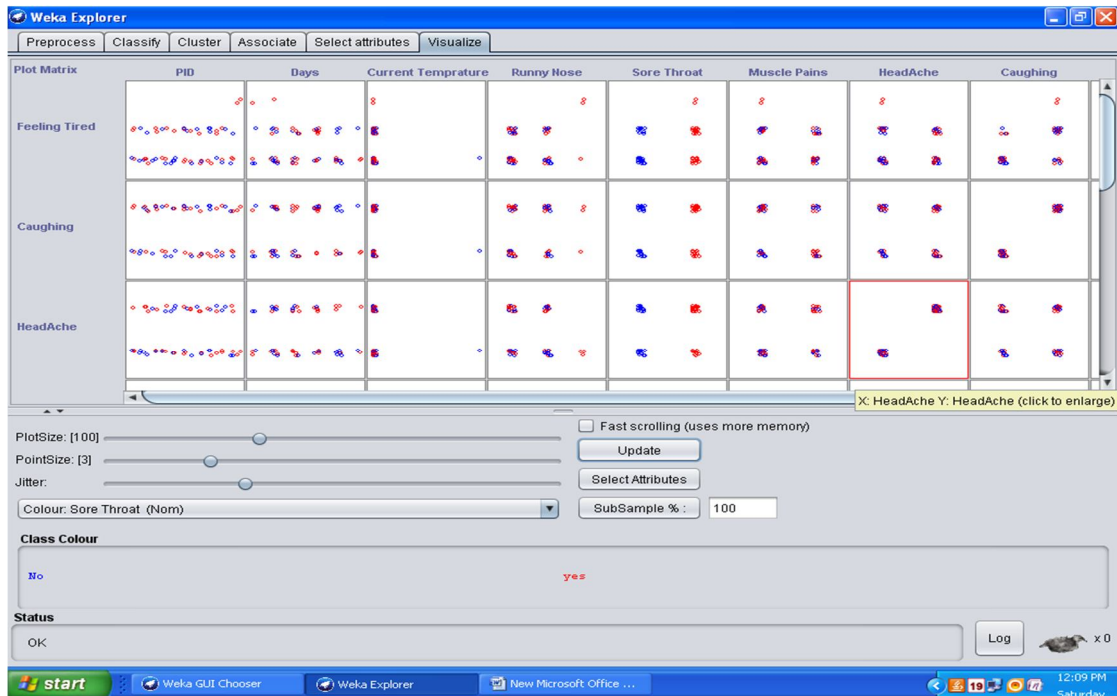 Weka Explorer
Preprocess Classify Cluster Associate Select attributes Visualize
Plot Matrix PID Days Current Temprature Runny Nose Sore Throat Muscle Pains HeadAche Caughing
Feeling Tired
Caughing
HeadAche
X: HeadAche Y: HeadAche (click to enlarge)
PlotSize: [100]
Fast scrolling (uses more memory)
Update
PointSize: [3]
Jitter:
Select Attributes
Colour: Sore Throat (Nom)
SubSample % : 100
Class Colour
No yes
Status
OK
Log
x 0
start Weka GUI Chooser Weka Explorer New Microsoft Office ... 19 12:09 PM
Saturday